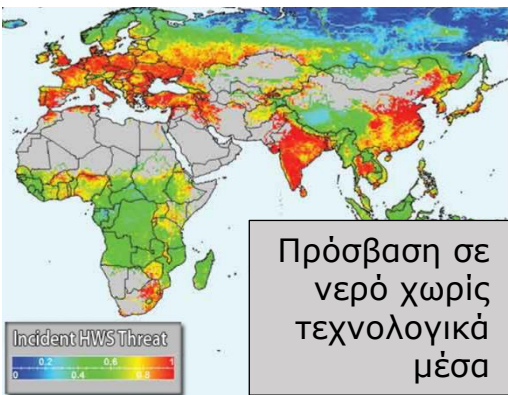 Πρόσβαση σε
νερό χωρίς
τεχνολογικά
μέσα
Incident HWS Threat
0.2 0.6 1
0 0.4 0.8